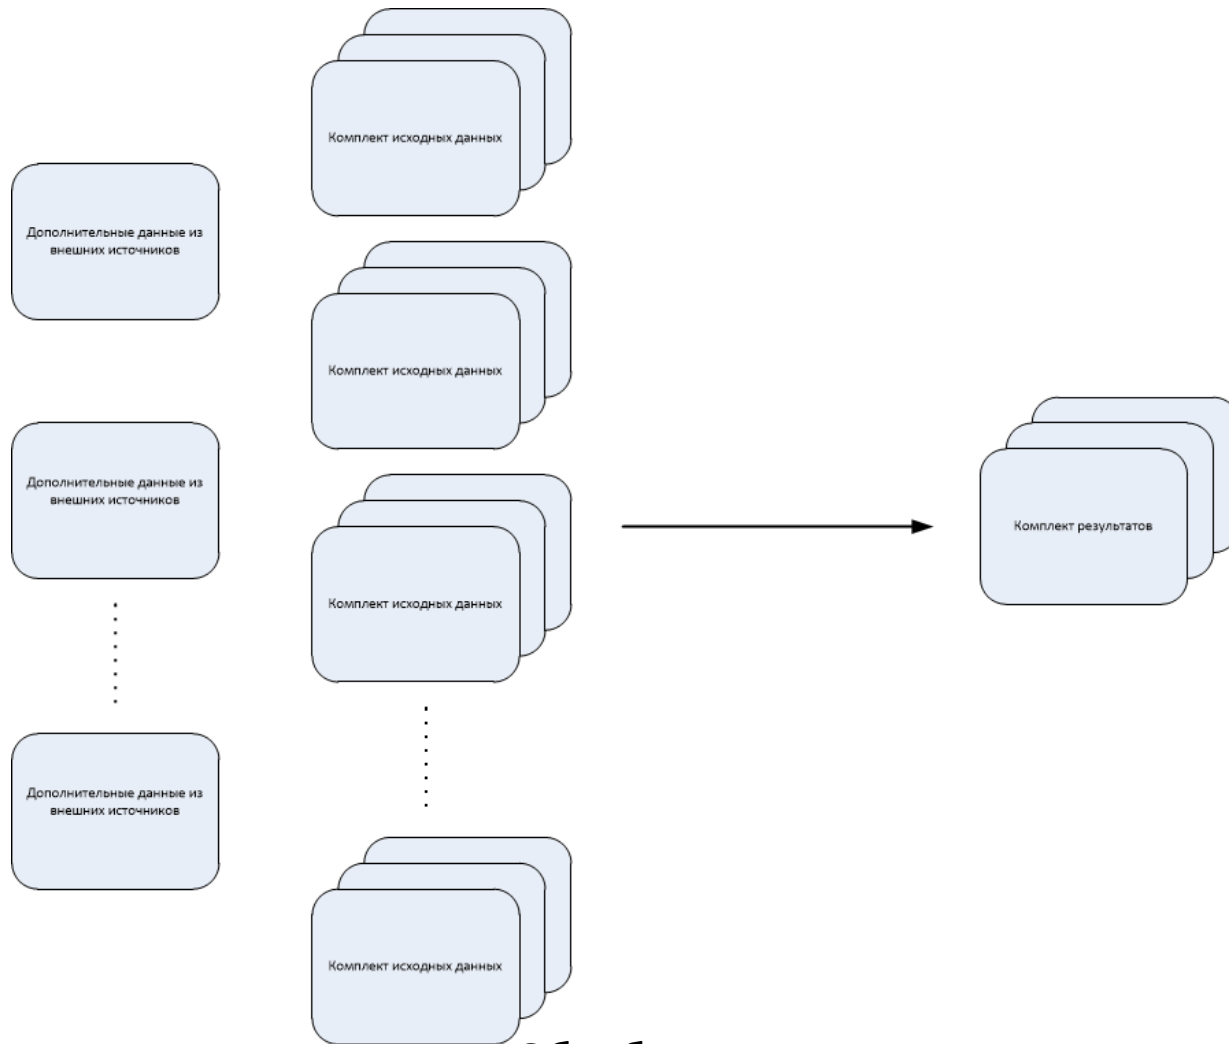 Комплект исходных данных
Дополнительные данные из
внешних источников
Комплект исходных данных
Дополнительные данные из
внешних источников
Комплект результатов
Комплект исходных данных
Дополнительные данные из
внешних источников
Комплект исходных данных